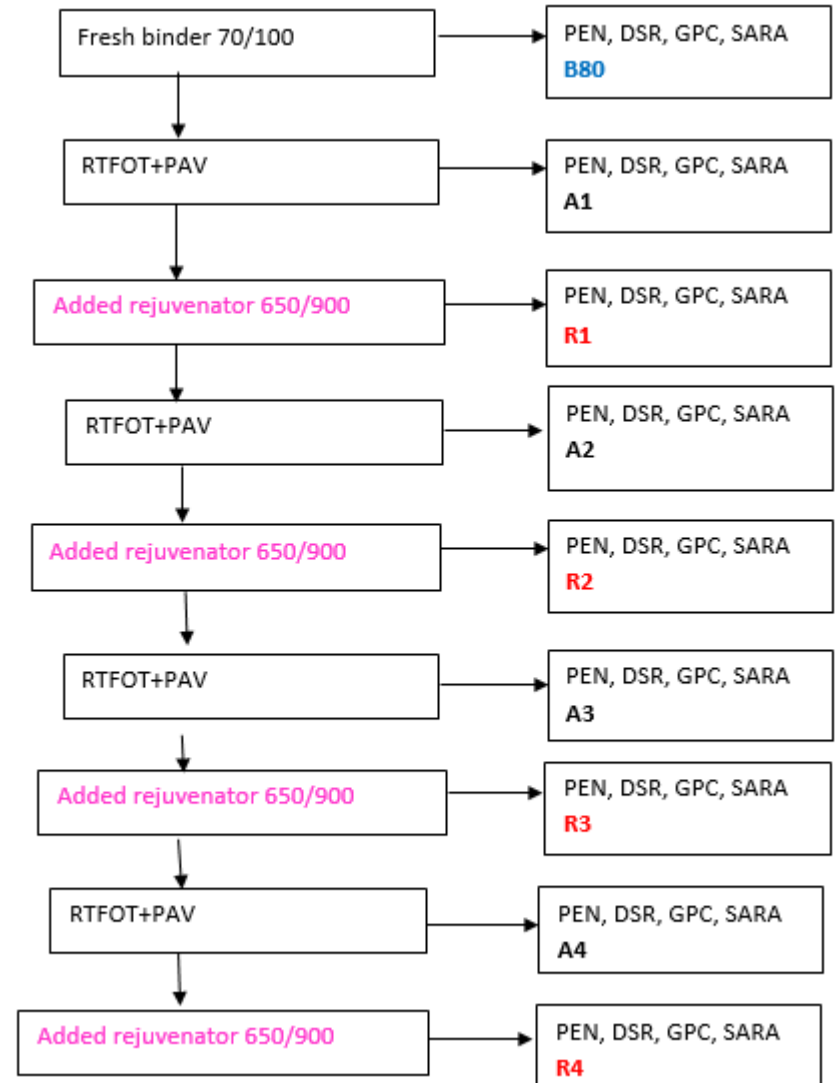 Fresh binder 70/100
PEN, DSR, GPC, SARA
B80
RTFOT+PAV
PEN, DSR, GPC, SARA
A1
Added rejuvenator 650/900
PEN, DSR, GPC, SARA
R1
RTFOT+PAV
PEN, DSR, GPC, SARA
A2
Added rejuvenator 650/900
PEN, DSR, GPC, SARA
R2
RTFOT+PAV
PEN, DSR, GPC, SARA
A3
Added rejuvenator 650/900
PEN, DSR, GPC, SARA
R3
RTFOT+PAV
PEN, DSR, GPC, SARA
A4
Added rejuvenator 650/900
PEN, DSR, GPC, SARA
R4